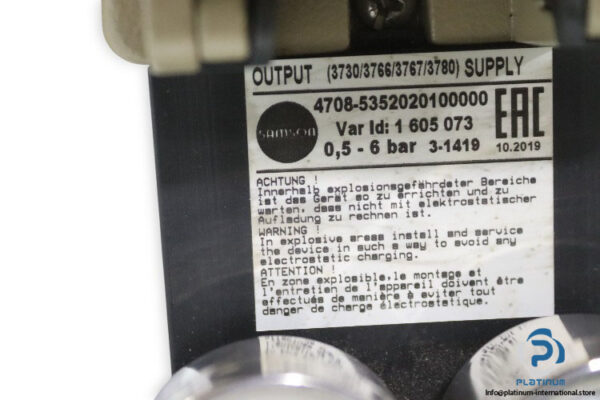 OUTPUT (3730/3766/3767/3780) SUPPLY
SAMSON
4708-5352020100000
Var Id: 1 605 073
0,5 - 6 bar 3-1419
EAC
10.2019
ACHTUNG !
Innerhalb explosionsgefährdeter Bereiche
ist das Gerät so zu errichten und zu
warten, dass nicht mit elektrostatischer
Aufladung zu rechnen ist.
WARNING !
In explosive areas install and service
the device in such a way to avoid any
electrostatic charging.
ATTENTION !
En zone explosible,le montage et
l'entretien de l'appareil doivent être
effectués de manière à eviter tout
danger de charge électrostatique.
PLATINUM
Info@platinum-international.store